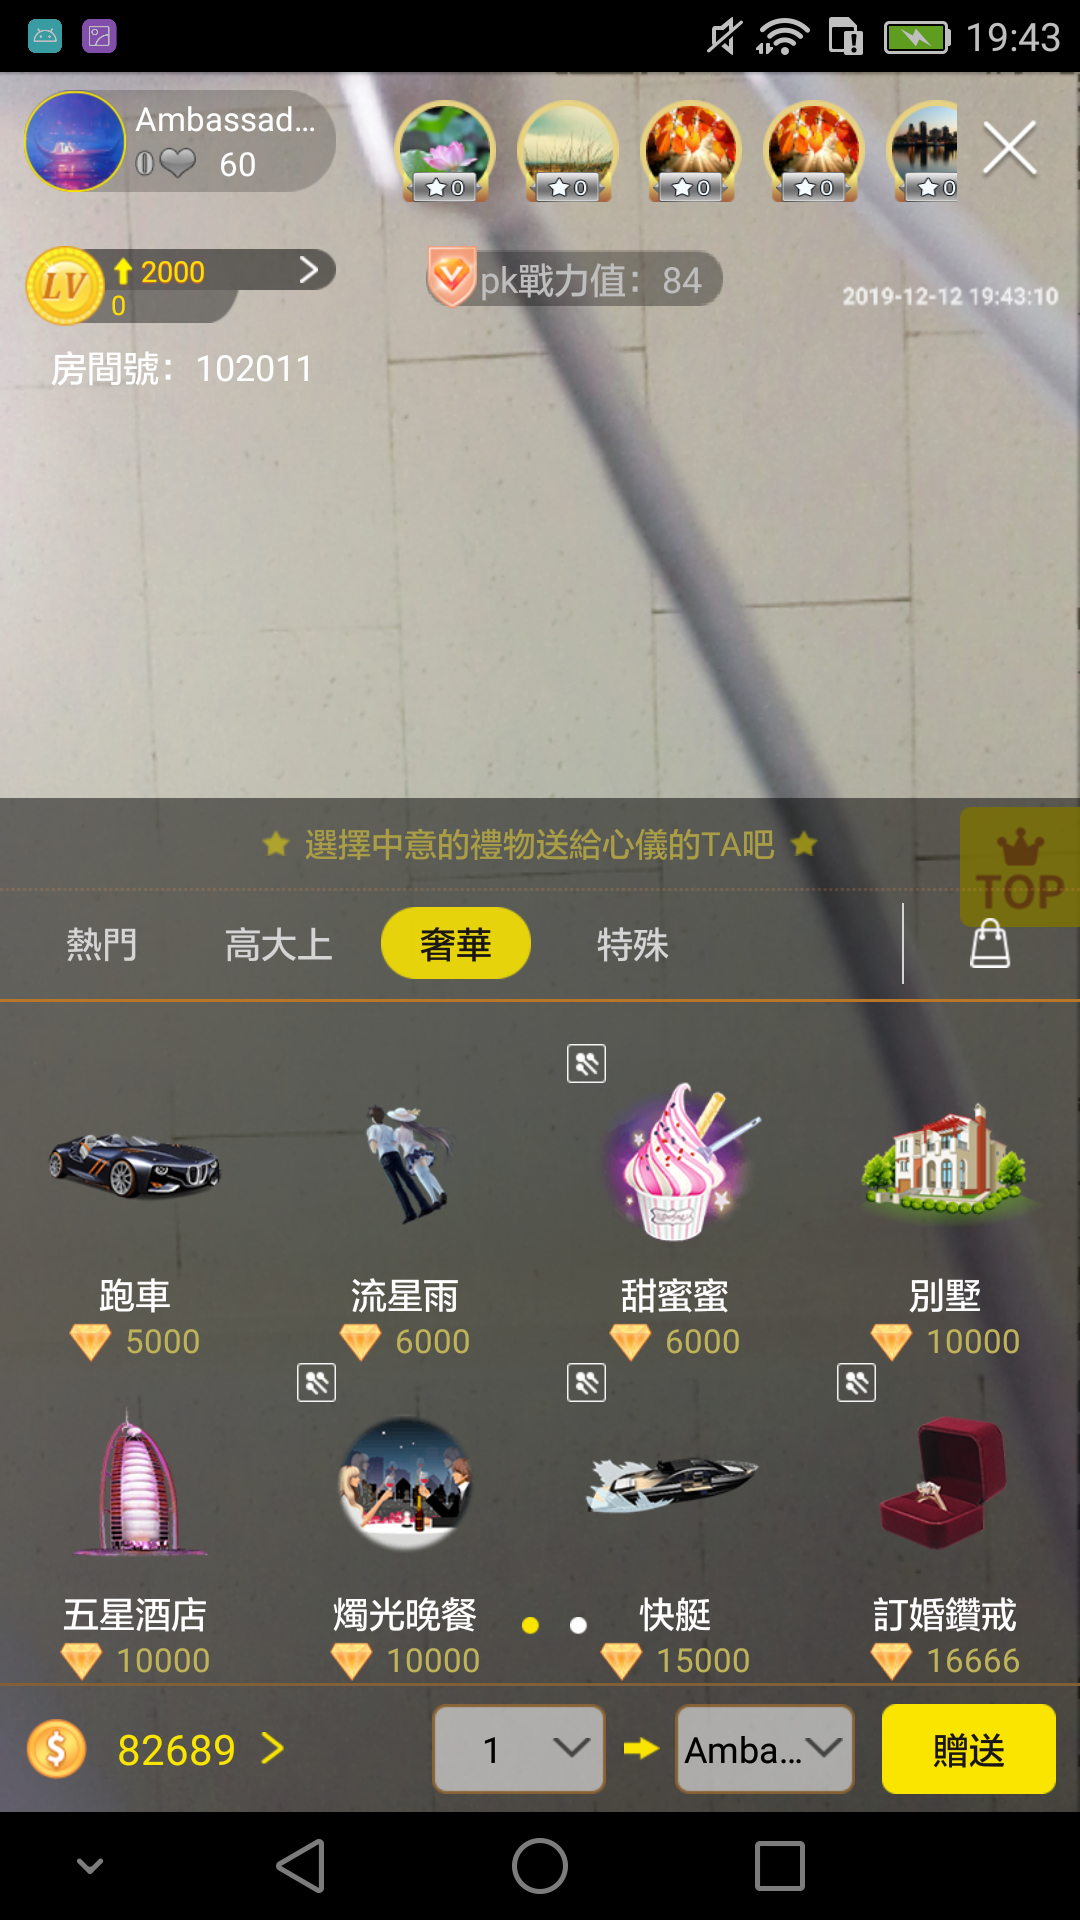 19:43
Ambassad...
0 60
0
0
0
0
0
LV
2000
0
pk戰力值：84
2019-12-12 19:43:10
房間號：102011
選擇中意的禮物送給心儀的TA吧
TOP
熱門 高大上 奢華 特殊
跑車 流星雨 甜蜜蜜 別墅
5000 6000 6000 10000
五星酒店 燭光晚餐 快艇 訂婚鑽戒
10000 10000 15000 16666
$ 82689 1 Amba... 贈送